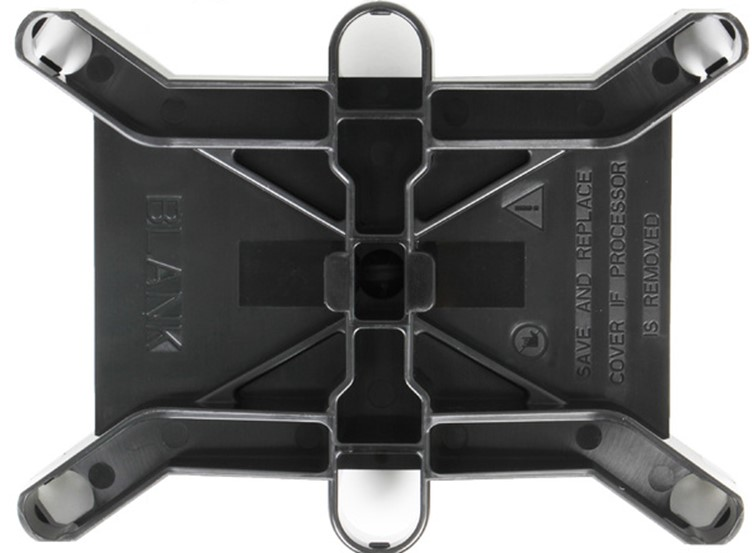 BLANK
SAVE AND REPLACE
COVER IF PROCESSOR
IS REMOVED